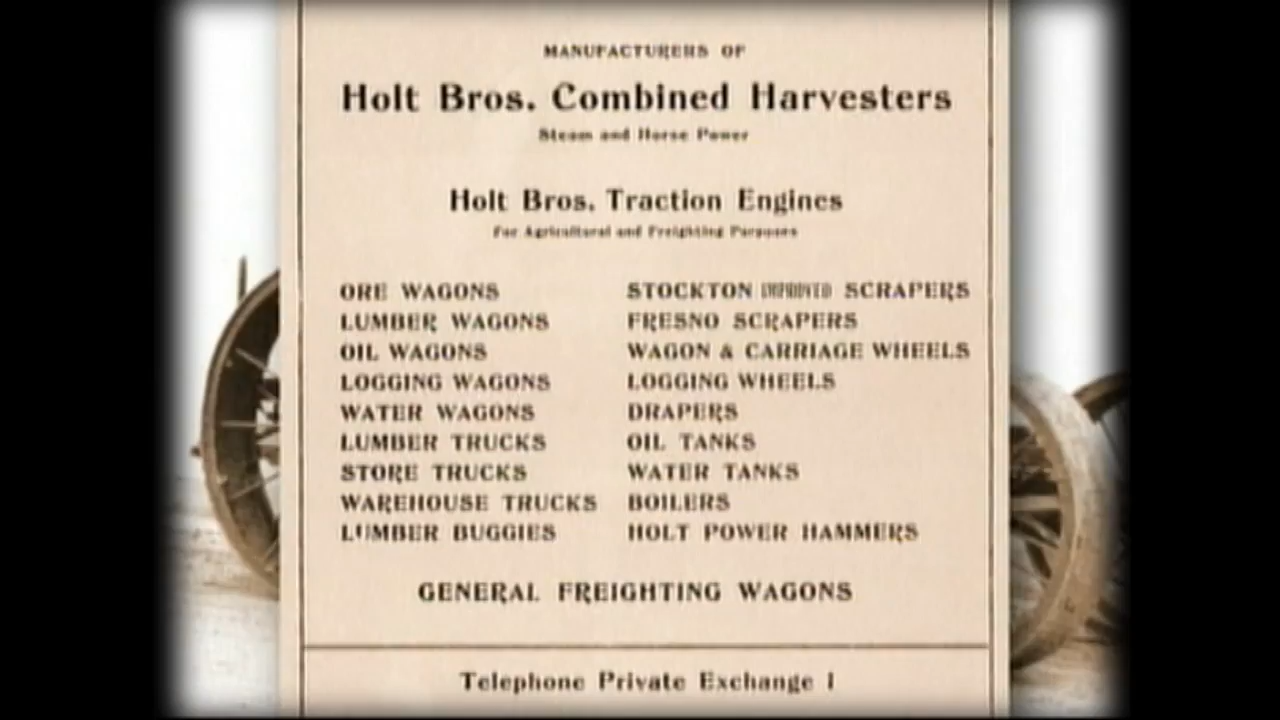 MANUFACTURERS OF
Holt Bros. Combined Harvesters
Steam and Horse Power
Holt Bros. Traction Engines
For Agricultural and Freighting Purposes
ORE WAGONS
LUMBER WAGONS
OIL WAGONS
LOGGING WAGONS
WATER WAGONS
LUMBER TRUCKS
STORE TRUCKS
WAREHOUSE TRUCKS
LUMBER BUGGIES
STOCKTON IMPROVED SCRAPERS
FRESNO SCRAPERS
WAGON & CARRIAGE WHEELS
LOGGING WHEELS
DRAPERS
OIL TANKS
WATER TANKS
BOILERS
HOLT POWER HAMMERS
GENERAL FREIGHTING WAGONS
Telephone Private Exchange 1